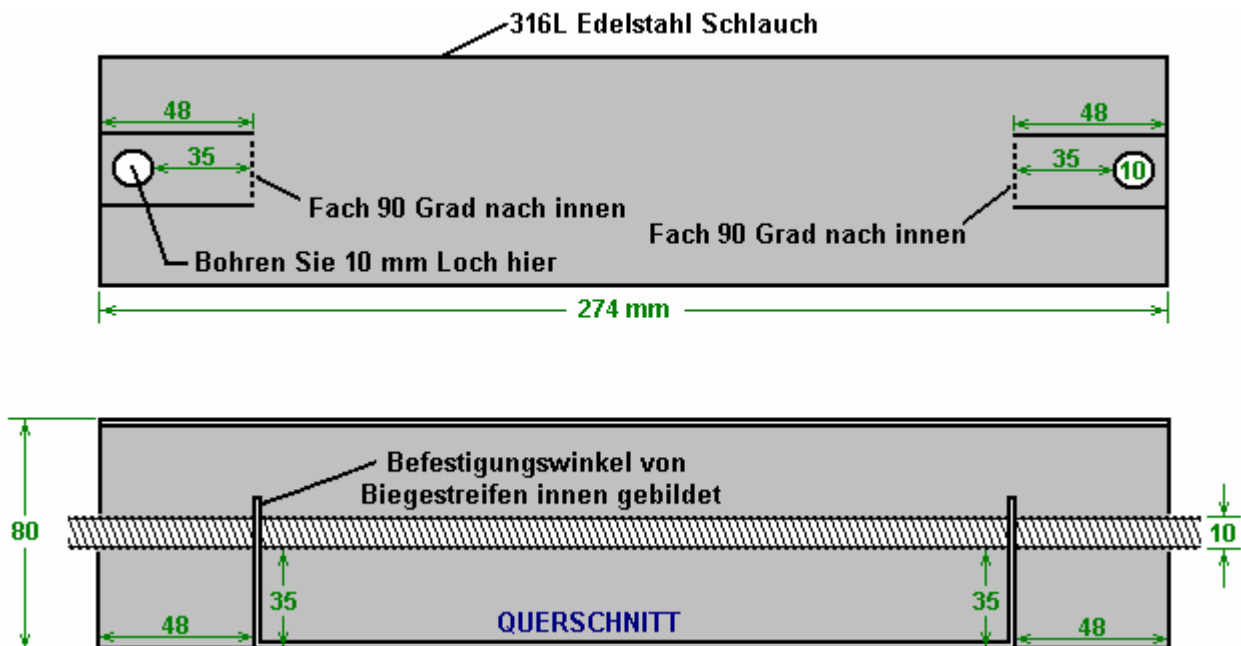 316L Edelstahl Schlauch
48
48
35
35
10
Fach 90 Grad nach innen
Fach 90 Grad nach innen
Bohren Sie 10 mm Loch hier
274 mm
Befestigungswinkel von
Biegestreifen innen gebildet
80
10
35
35
48
QUERSCHNITT
48